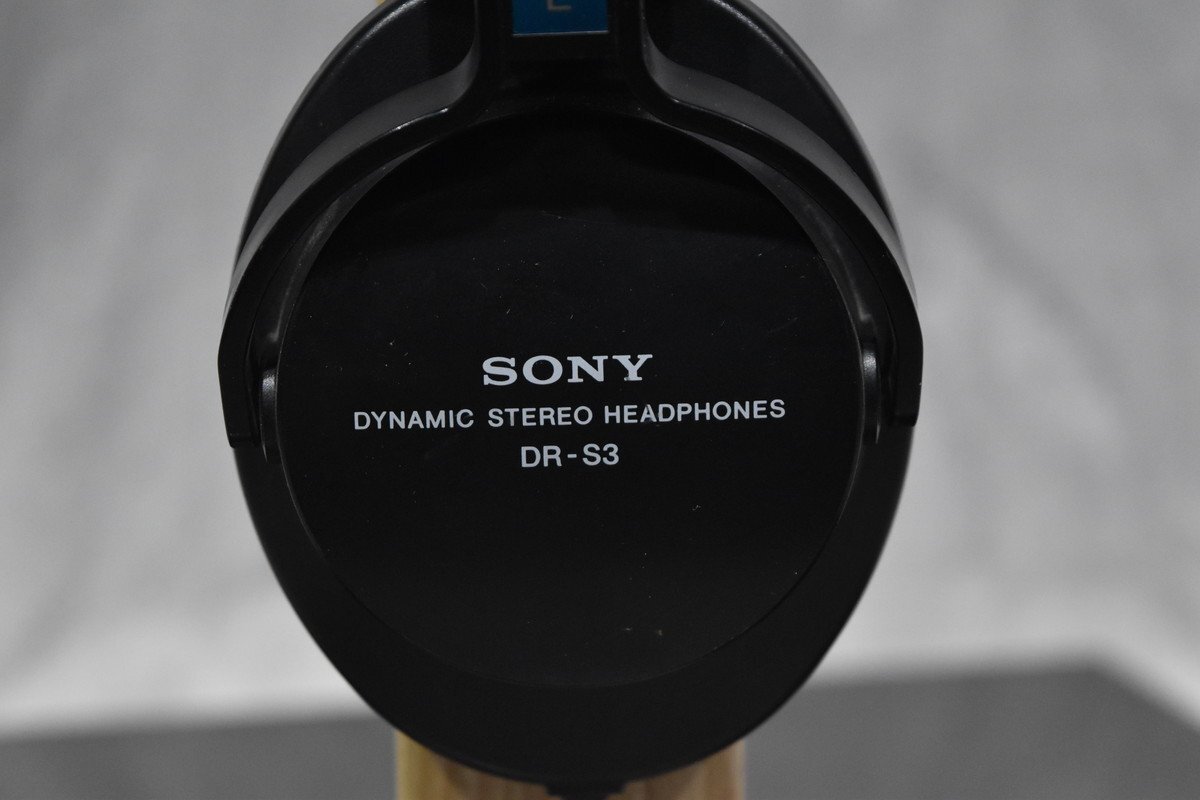 L
SONY
DYNAMIC STEREO HEADPHONES
DR-S3